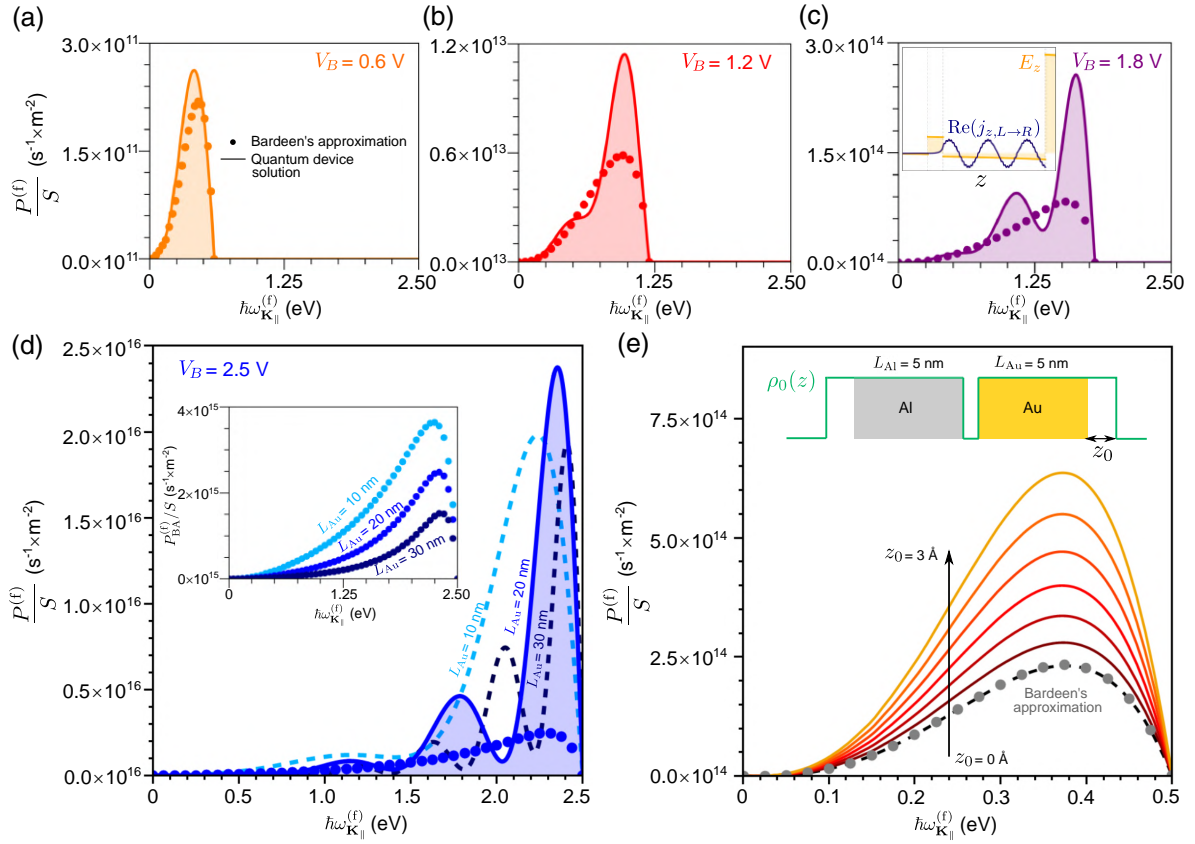 (a)
3.0×10¹¹
1.5×10¹¹
0.0×10¹¹
V_B = 0.6 V
Bardeen's approximation
Quantum device
solution
P^(f)/S (s⁻¹×m⁻²)
0 1.25 2.50
ħω^(f)_K∥ (eV)
(b)
1.2×10¹³
0.6×10¹³
0.0×10¹³
V_B = 1.2 V
0 1.25 2.50
ħω^(f)_K∥ (eV)
(c)
3.0×10¹⁴
1.5×10¹⁴
0.0×10¹⁴
V_B = 1.8 V
E_z
Re(j_z,L→R)
z
0 1.25 2.50
ħω^(f)_K∥ (eV)
(d)
2.5×10¹⁶
2.0×10¹⁶
1.5×10¹⁶
1.0×10¹⁶
0.5×10¹⁶
0.0×10¹⁶
V_B = 2.5 V
P^(f)/S (s⁻¹×m⁻²)
4×10¹⁵
2×10¹⁵
0×10¹⁵
P^(f)_BA/S (s⁻¹×m⁻²)
L_Au = 10 nm
L_Au = 20 nm
L_Au = 30 nm
0 1.25 2.50
ħω^(f)_K∥ (eV)
L_Au = 10 nm
L_Au = 20 nm
L_Au = 30 nm
0 0.5 1.0 1.5 2.0 2.5
ħω^(f)_K∥ (eV)
(e)
7.5×10¹⁴
5.0×10¹⁴
2.5×10¹⁴
0.0×10¹⁴
P^(f)/S (s⁻¹×m⁻²)
L_Al = 5 nm L_Au = 5 nm
ρ₀(z)
Al Au
z₀
z₀ = 3 Å
Bardeen's
approximation
z₀ = 0 Å
0 0.1 0.2 0.3 0.4 0.5
ħω^(f)_K∥ (eV)